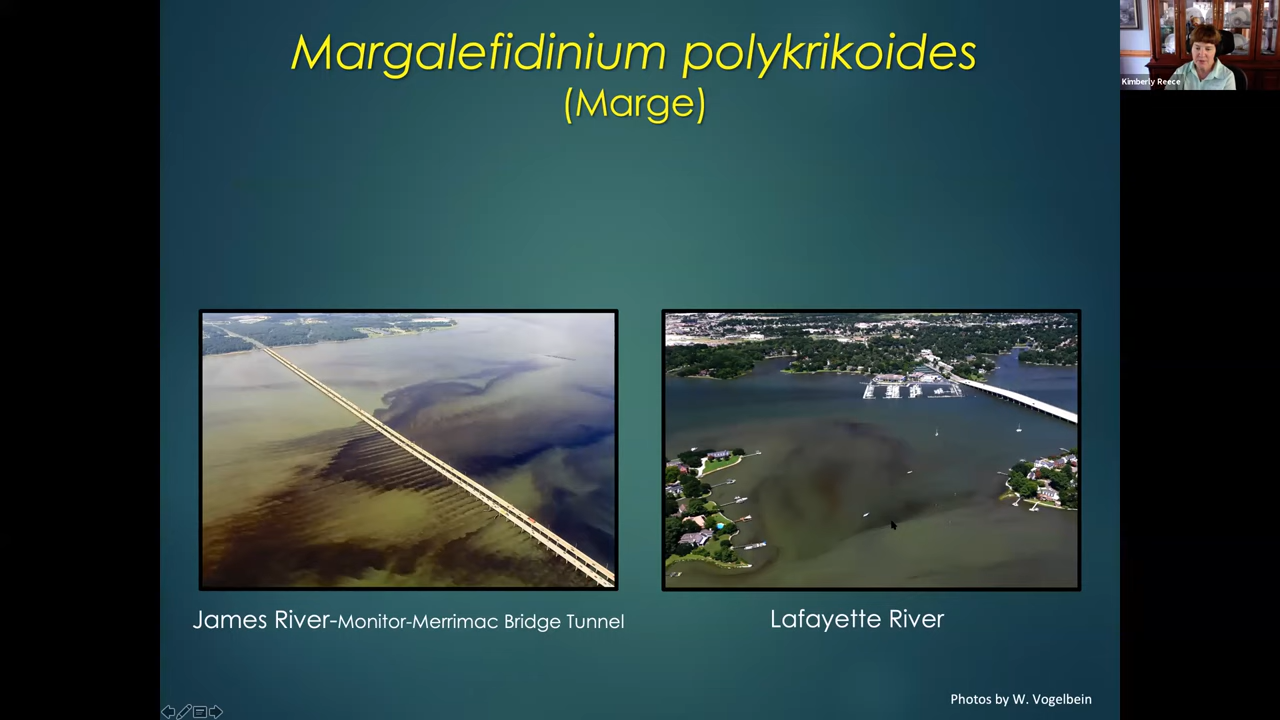 Margalefidinium polykrikoides
(Marge)
Kimberly Reece
James River-Monitor-Merrimac Bridge Tunnel
Lafayette River
Photos by W. Vogelbein